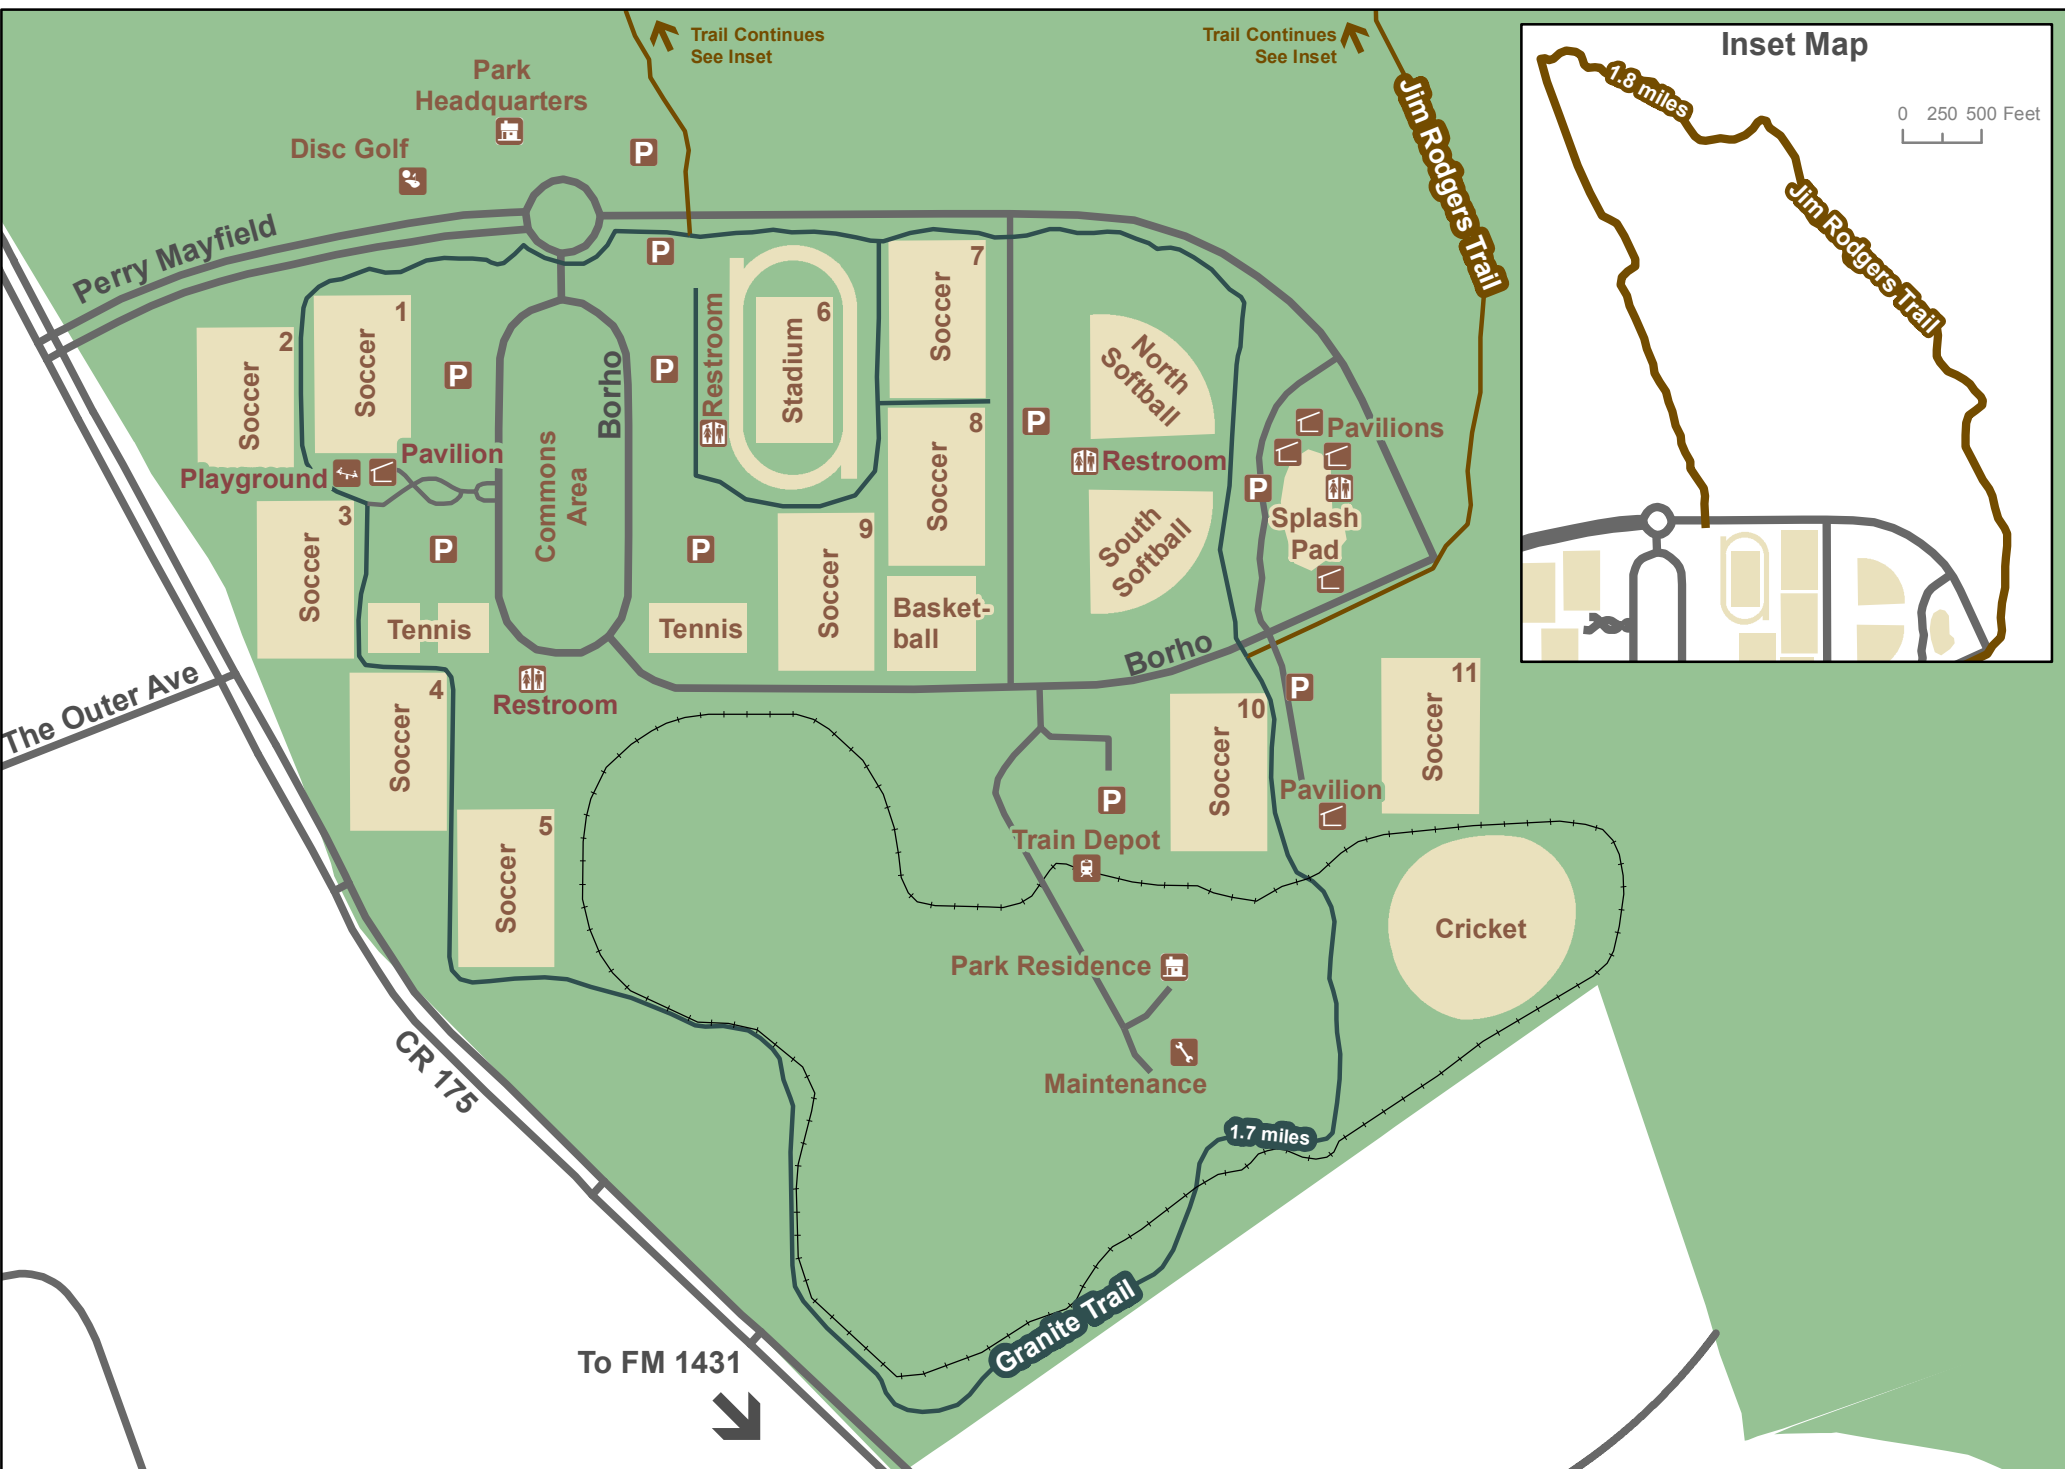 Trail Continues
See Inset
Trail Continues
See Inset
Inset Map
1.8 miles
0 250 500 Feet
Jim Rodgers Trail
Jim Rodgers Trail
Park
Headquarters
P
Disc Golf
Perry Mayfield
P
1
Soccer
2
Soccer
P
Borho
P
Restroom
6
Stadium
7
Soccer
North
Softball
P
8
Soccer
Pavilions
Restroom
P
Splash
Pad
Playground
Pavilion
Commons
Area
3
Soccer
P
P
9
Soccer
South
Softball
Tennis
Tennis
Basket-
ball
Borho
The Outer Ave
4
Soccer
Restroom
P
10
Soccer
11
Soccer
Pavilion
P
Train Depot
5
Soccer
Cricket
Park Residence
CR 175
Maintenance
1.7 miles
Granite Trail
To FM 1431